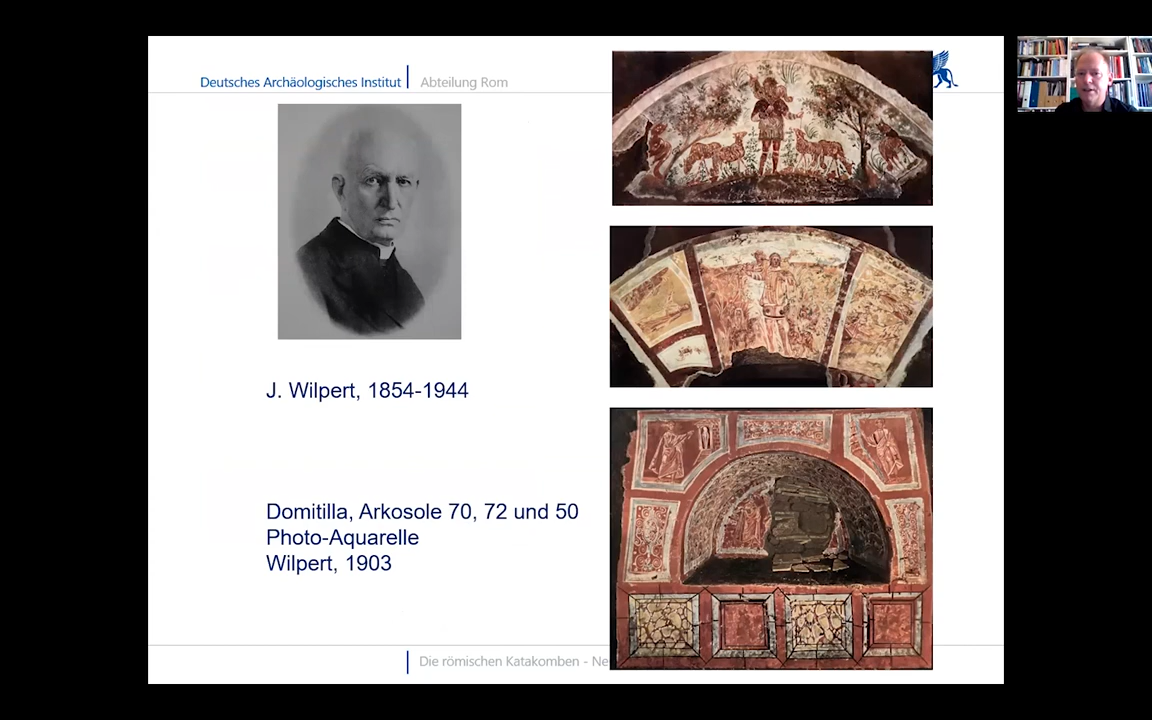 Deutsches Archäologisches Institut
Abteilung Rom
J. Wilpert, 1854-1944
Domitilla, Arkosole 70, 72 und 50
Photo-Aquarelle
Wilpert, 1903
Die römischen Katakomben - Ne